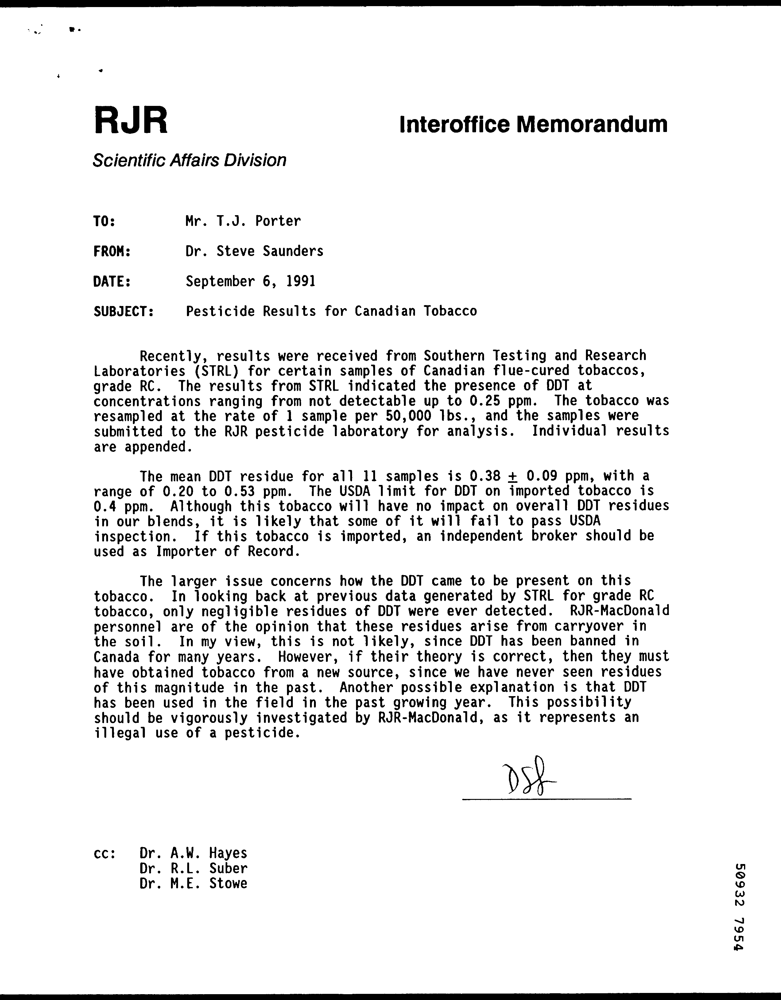 RJR
Interoffice Memorandum
Scientific Affairs Division
TO: Mr. T.J. Porter
FROM: Dr. Steve Saunders
DATE: September 6, 1991
SUBJECT: Pesticide Results for Canadian Tobacco
Recently, results were received from Southern Testing and Research
Laboratories (STRL) for certain samples of Canadian flue-cured tobaccos,
grade RC. The results from STRL indicated the presence of DDT at
concentrations ranging from not detectable up to 0.25 ppm. The tobacco was
resampled at the rate of 1 sample per 50,000 lbs., and the samples were
submitted to the RJR pesticide laboratory for analysis. Individual results
are appended.
The mean DDT residue for all 11 samples is 0.38 ± 0.09 ppm, with a
range of 0.20 to 0.53 ppm. The USDA limit for DDT on imported tobacco is
0.4 ppm. Although this tobacco will have no impact on overall DDT residues
in our blends, it is likely that some of it will fail to pass USDA
inspection. If this tobacco is imported, an independent broker should be
used as Importer of Record.
The larger issue concerns how the DDT came to be present on this
tobacco. In looking back at previous data generated by STRL for grade RC
tobacco, only negligible residues of DDT were ever detected. RJR-MacDonald
personnel are of the opinion that these residues arise from carryover in
the soil. In my view, this is not likely, since DDT has been banned in
Canada for many years. However, if their theory is correct, then they must
have obtained tobacco from a new source, since we have never seen residues
of this magnitude in the past. Another possible explanation is that DDT
has been used in the field in the past growing year. This possibility
should be vigorously investigated by RJR-MacDonald, as it represents an
illegal use of a pesticide.
cc: Dr. A.W. Hayes
Dr. R.L. Suber
Dr. M.E. Stowe
50932 7954